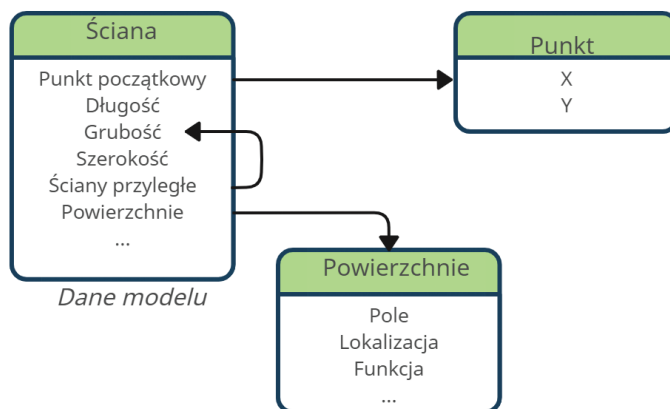 Ściana
Punkt początkowy
Długość
Grubość
Szerokość
Ściany przyległe
Powierzchnie
...
Dane modelu
Punkt
X
Y
Powierzchnie
Pole
Lokalizacja
Funkcja
...